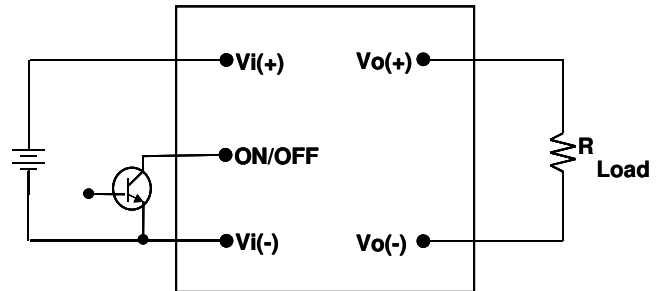 Vi(+)
Vo(+)
ON/OFF
R
Load
Vi(-)
Vo(-)